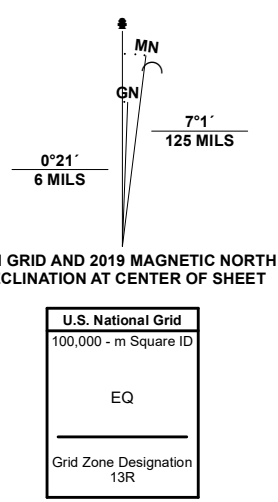 MN
GN
7°1´
125 MILS
0°21´
6 MILS
GRID AND 2019 MAGNETIC NORTH
CLINATION AT CENTER OF SHEET
U.S. National Grid
100,000 - m Square ID
EQ
Grid Zone Designation
13R